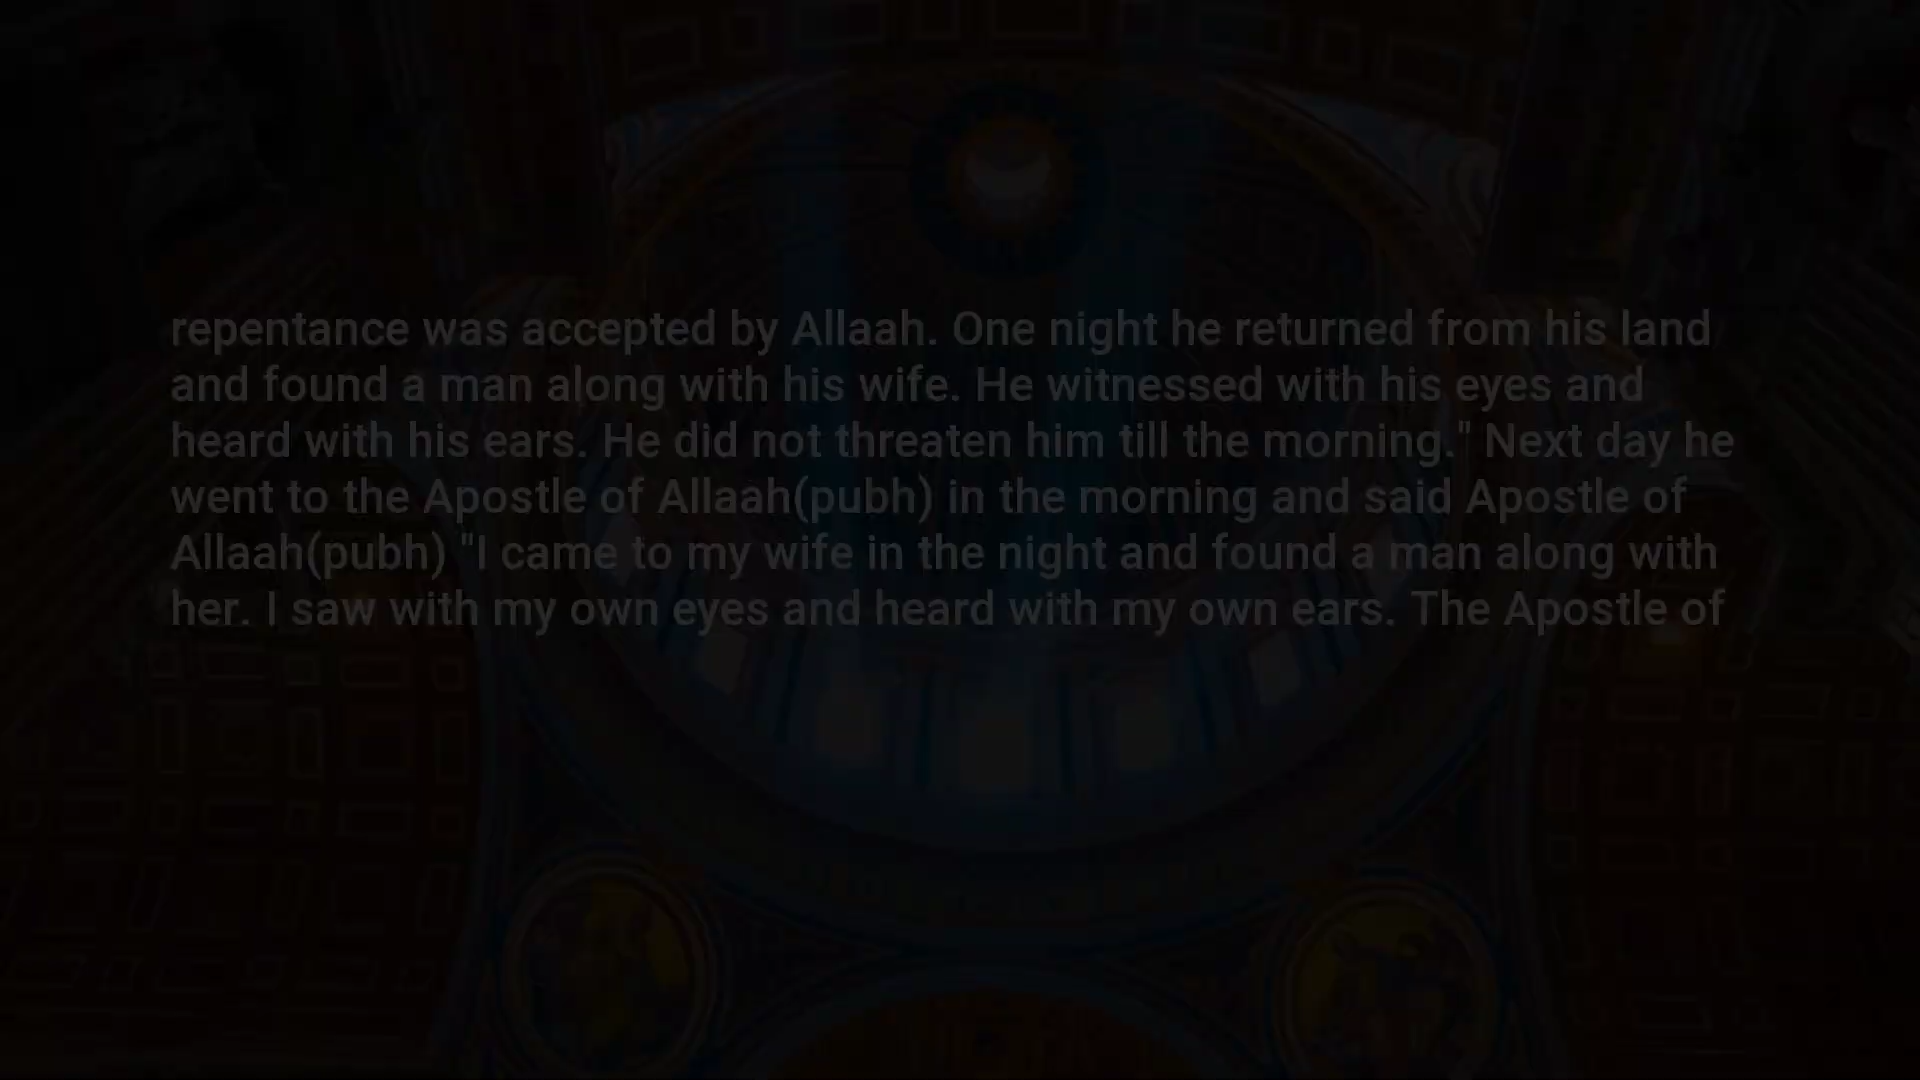 repentance was accepted by Allaah. One night he returned from his land
and found a man along with his wife. He witnessed with his eyes and
heard with his ears. He did not threaten him till the morning." Next day he
went to the Apostle of Allaah(pubh) in the morning and said Apostle of
Allaah(pubh) "I came to my wife in the night and found a man along with
her. I saw with my own eyes and heard with my own ears. The Apostle of